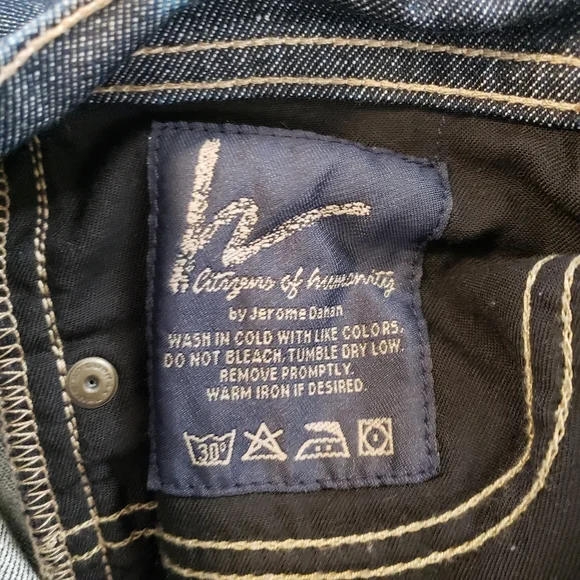 h
Citizens of humanity
by Jerome Dahan
WASH IN COLD WITH LIKE COLORS.
DO NOT BLEACH. TUMBLE DRY LOW.
REMOVE PROMPTLY.
WARM IRON IF DESIRED.
30°